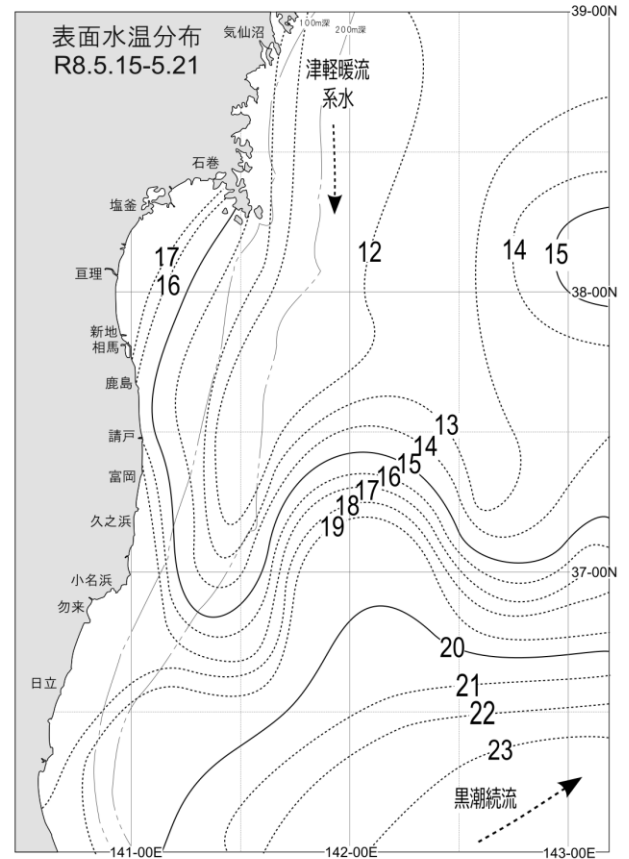 表面水温分布
R8.5.15-5.21
39-00N
気仙沼
100m深
200m深
津軽暖流
系水
石巻
塩釜
17
16
12
14
15
亘理
38-00N
新地
相馬
鹿島
請戸
13
14
15
16
17
18
19
富岡
久之浜
37-00N
小名浜
勿来
20
日立
21
22
23
黒潮続流
141-00E
142-00E
143-00E